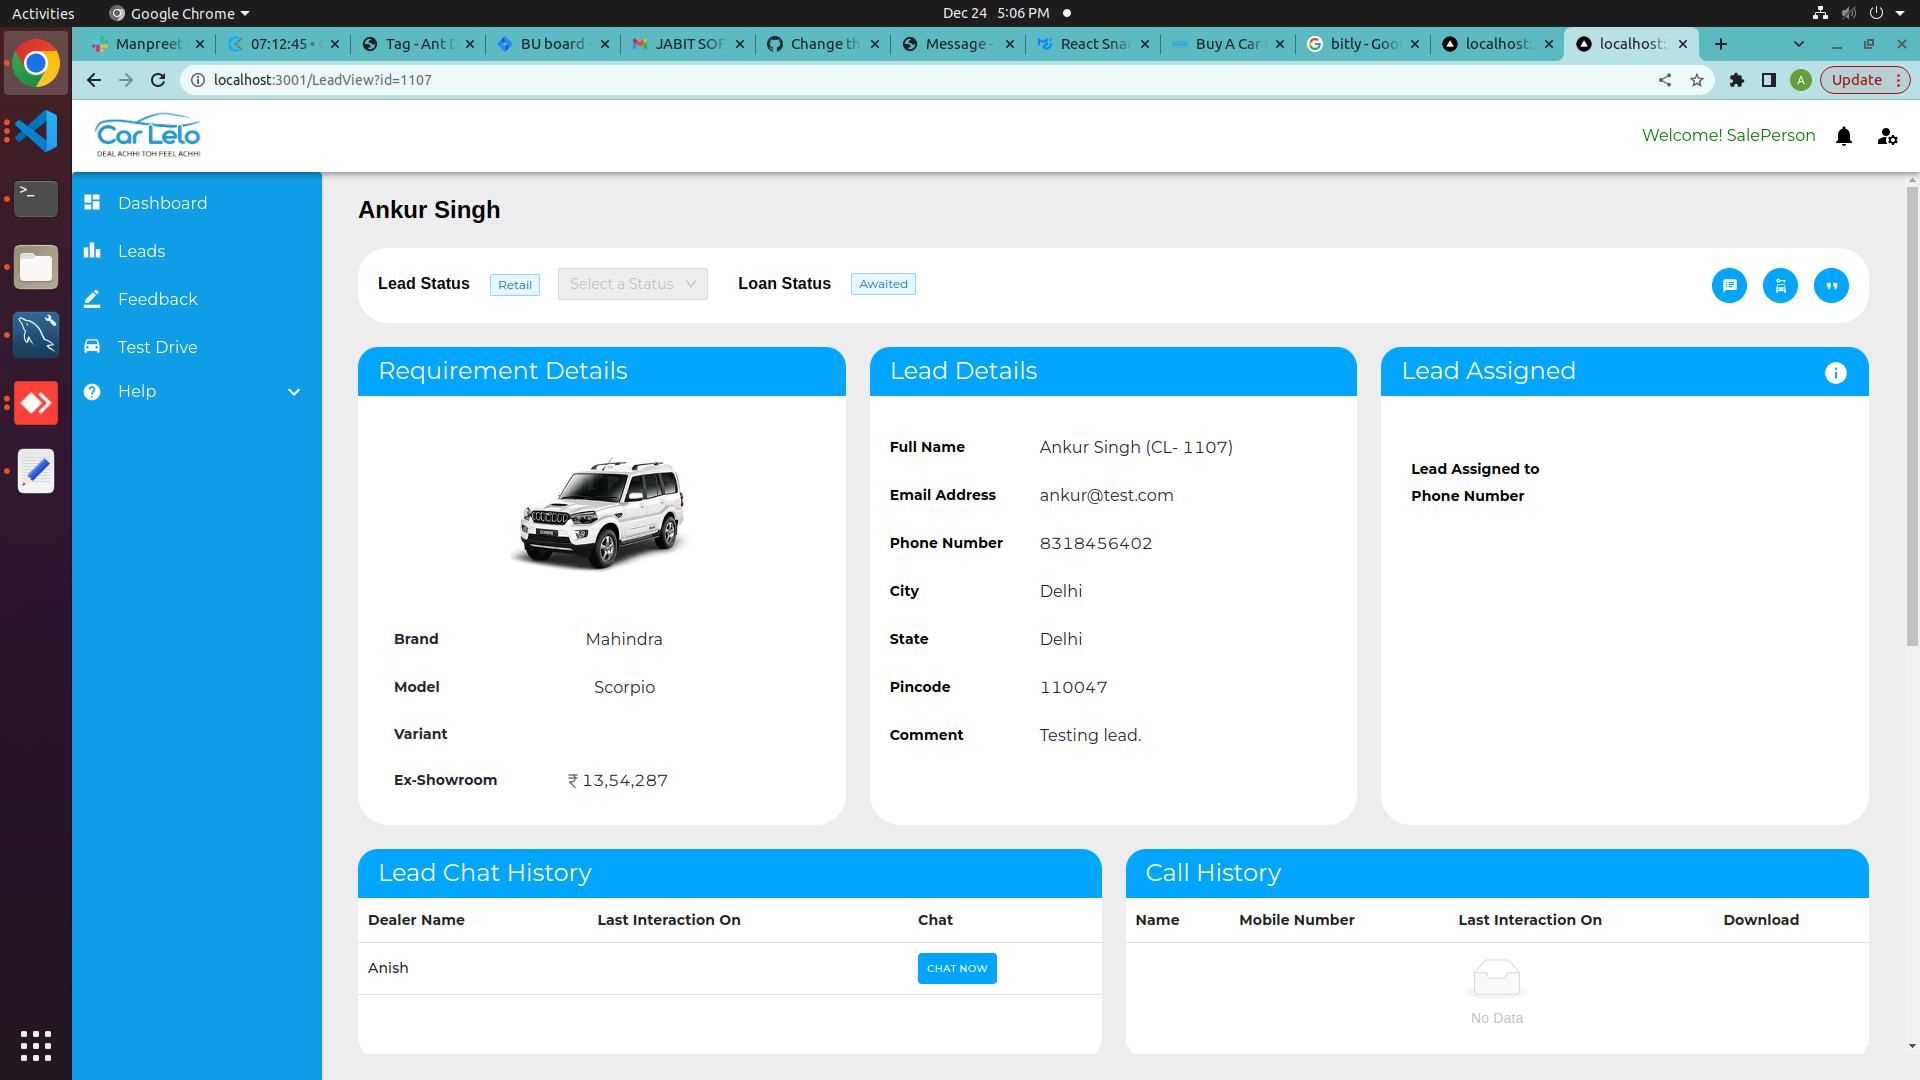 Activities
Google Chrome
Dec 24 5:06 PM
Manpreet
07:12:45 •
Tag - Ant D
BU board -
JABIT SOF
Change th
Message -
React Snac
Buy A Car
bitly - Goo
localhost:
localhost:
localhost:3001/LeadView?id=1107
A
Update
Car Lelo
DEAL ACHHI TOH FEEL ACHHI
Welcome! SalePerson
Dashboard
Leads
Feedback
Test Drive
Help
Ankur Singh
Lead Status
Retail
Select a Status
Loan Status
Awaited
Requirement Details
Brand
Mahindra
Model
Scorpio
Variant
Ex-Showroom
₹ 13,54,287
Lead Details
Full Name
Ankur Singh (CL- 1107)
Email Address
ankur@test.com
Phone Number
8318456402
City
Delhi
State
Delhi
Pincode
110047
Comment
Testing lead.
Lead Assigned
Lead Assigned to
Phone Number
Lead Chat History
Dealer Name
Last Interaction On
Chat
Anish
CHAT NOW
Call History
Name
Mobile Number
Last Interaction On
Download
No Data